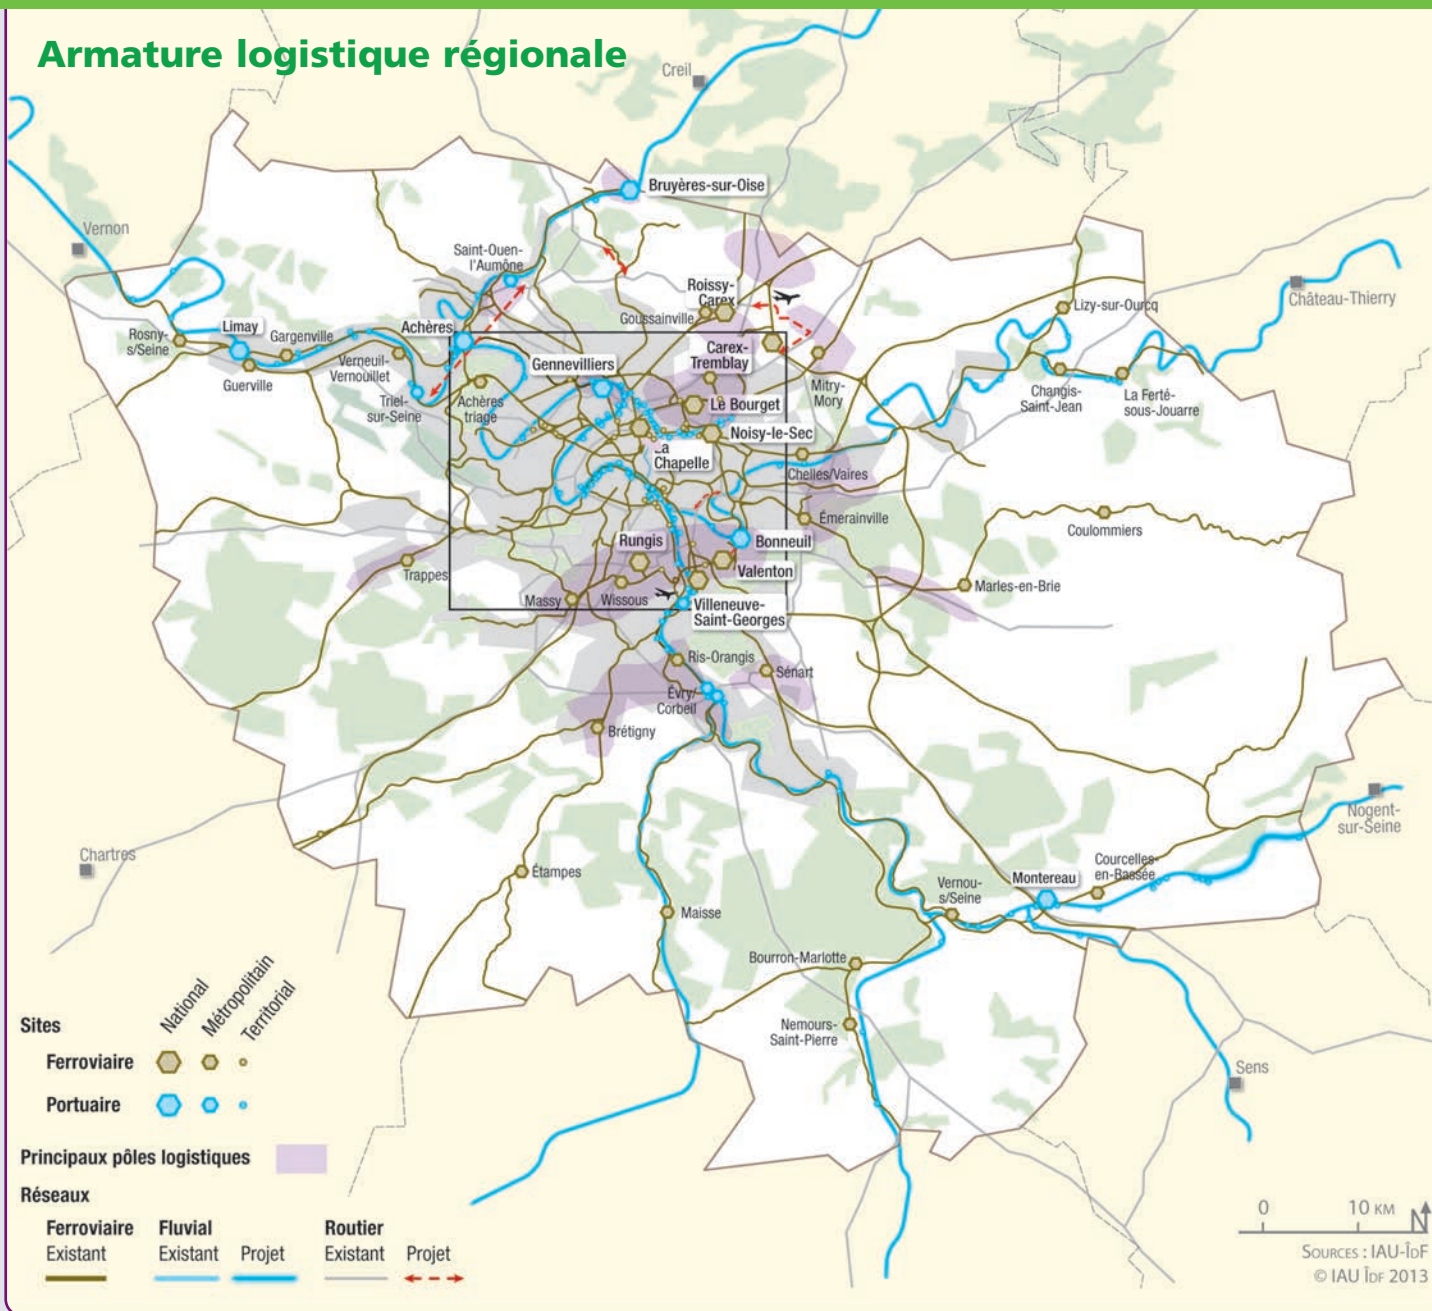 Armature logistique régionale
Creil
Bruyères-sur-Oise
Vernon
Saint-Ouen-
l'Aumône
Roissy-
Carex
Goussainville
Château-Thierry
Lizy-sur-Ourcq
Rosny-
s/Seine
Limay
Gargenville
Achères
Guerville
Verneuil-
Vernouillet
Triel-
sur-Seine
Achères
triage
Gennevilliers
Carex-
Tremblay
Mitry-
Mory
Changis-
Saint-Jean
La Ferté-
sous-Jouarre
Le Bourget
Noisy-le-Sec
La
Chapelle
Chelles/Vaires
Émerainville
Coulommiers
Rungis
Bonneuil
Valenton
Trappes
Massy
Wissous
Villeneuve-
Saint-Georges
Marles-en-Brie
Ris-Orangis
Sénart
Évry/
Corbeil
Brétigny
Nogent-
sur-Seine
Chartres
Étampes
Maisse
Vernou-
s/Seine
Montereau
Courcelles-
en-Bassée
Bourron-Marlotte
Nemours-
Saint-Pierre
Sens
Sites
National
Métropolitain
Territorial
Ferroviaire
Portuaire
Principaux pôles logistiques
Réseaux
Ferroviaire Fluvial Routier
Existant Existant Projet Existant Projet
0 10 KM
N
SOURCES : IAU-ÎDF
© IAU ÎDF 2013